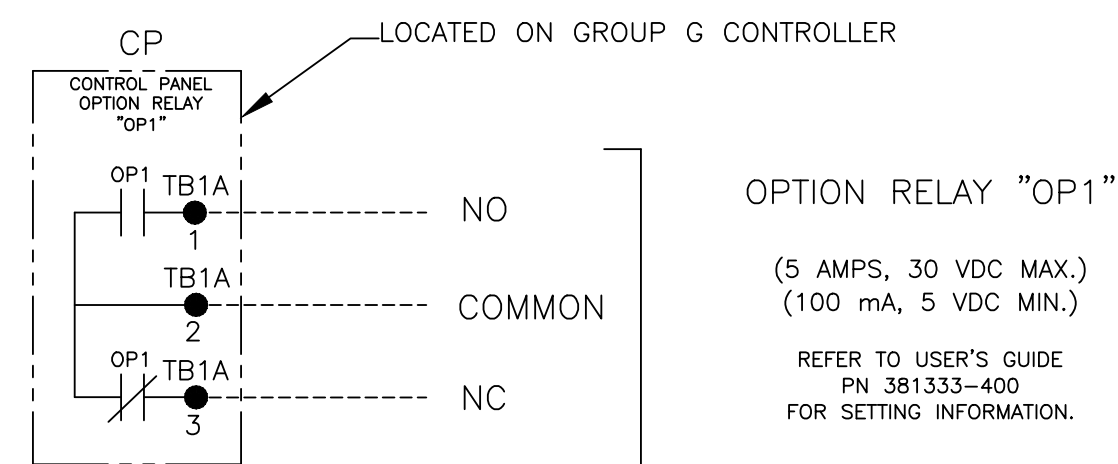 LOCATED ON GROUP G CONTROLLER
CP
CONTROL PANEL
OPTION RELAY
"OP1"
OP1
TB1A
1
NO
TB1A
2
COMMON
OP1
TB1A
3
NC
OPTION RELAY "OP1"
(5 AMPS, 30 VDC MAX.)
(100 mA, 5 VDC MIN.)
REFER TO USER'S GUIDE
PN 381333-400
FOR SETTING INFORMATION.